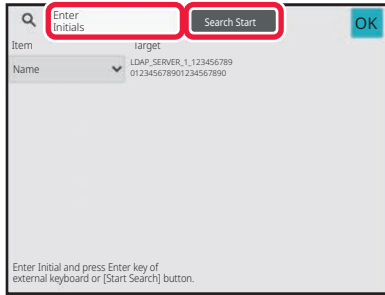 Enter
Initials
Search Start
OK
Item
Target
Name
LDAP_SERVER_1_123456789
012345678901234567890
Enter Initial and press Enter key of
external keyboard or [Start Search] button.